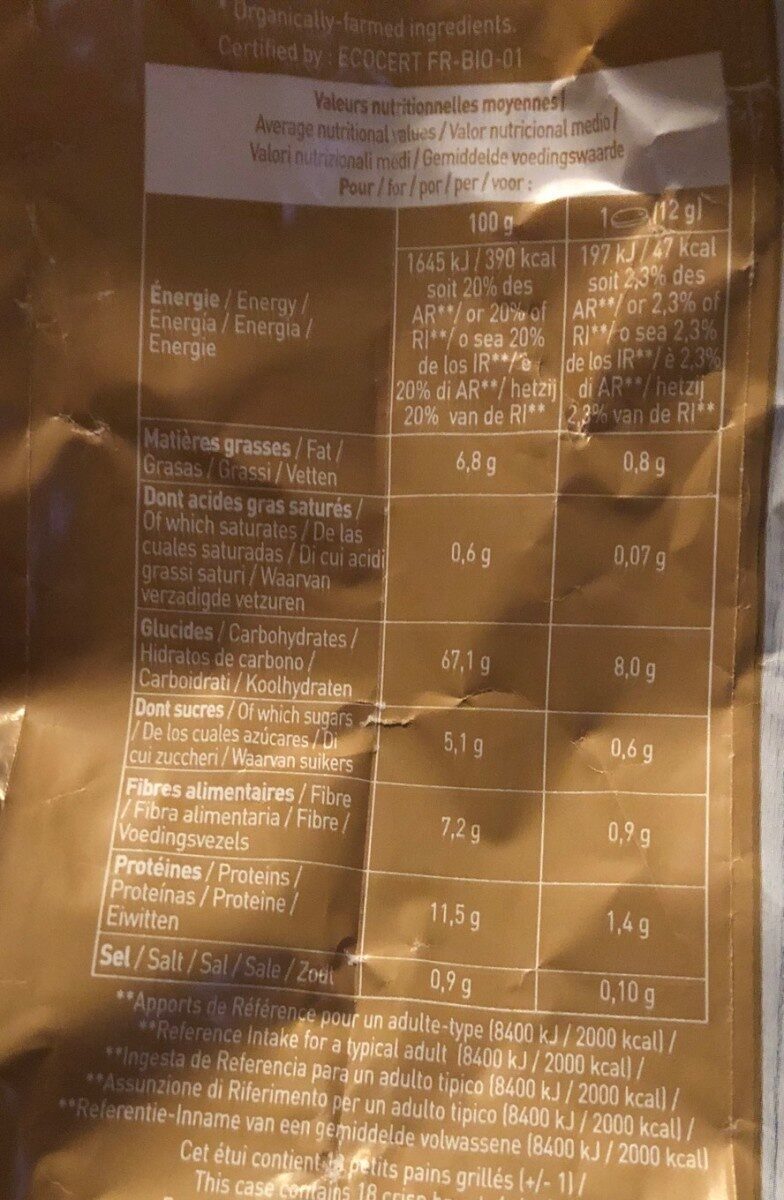 * Organically-farmed ingredients.
Certified by : ECOCERT FR-BIO-01
Valeurs nutritionnelles moyennes /
Average nutritional values / Valor nutricional medio /
Valori nutrizionali medi / Gemiddelde voedingswaarde
Pour / for / por / per / voor :
100 g
1 (12 g)
Énergie / Energy /
Energía / Energia /
Energie
1645 kJ / 390 kcal
soit 20% des
AR**/ or 20% of
RI**/ o sea 20%
de los IR**/ è
20% di AR**/ hetzij
20% van de RI**
197 kJ / 47 kcal
soit 2,3% des
AR**/ or 2,3% of
RI**/ o sea 2,3%
de los IR**/ è 2,3%
di AR**/ hetzij
2,3% van de RI**
Matières grasses / Fat /
Grasas / Grassi / Vetten
6,8 g
0,8 g
Dont acides gras saturés /
Of which saturates / De las
cuales saturadas / Di cui acidi
grassi saturi / Waarvan
verzadigde vetzuren
0,6 g
0,07 g
Glucides / Carbohydrates /
Hidratos de carbono /
Carboidrati / Koolhydraten
67,1 g
8,0 g
Dont sucres / Of which sugars
/ De los cuales azúcares / Di
cui zuccheri / Waarvan suikers
5,1 g
0,6 g
Fibres alimentaires / Fibre
/ Fibra alimentaria / Fibre /
Voedingsvezels
7,2 g
0,9 g
Protéines / Proteins /
Proteínas / Proteine /
Eiwitten
11,5 g
1,4 g
Sel / Salt / Sal / Sale / Zout
0,9 g
0,10 g
**Apports de Référence pour un adulte-type (8400 kJ / 2000 kcal) /
**Reference Intake for a typical adult (8400 kJ / 2000 kcal) /
**Ingesta de Referencia para un adulto tipico (8400 kJ / 2000 kcal) /
**Assunzione di Riferimento per un adulto tipico (8400 kJ / 2000 kcal) /
**Referentie-Inname van een gemiddelde volwassene (8400 kJ / 2000 kcal)
Cet étui contient petits pains grillés (+/- 1) /
This case contains 18 crisp